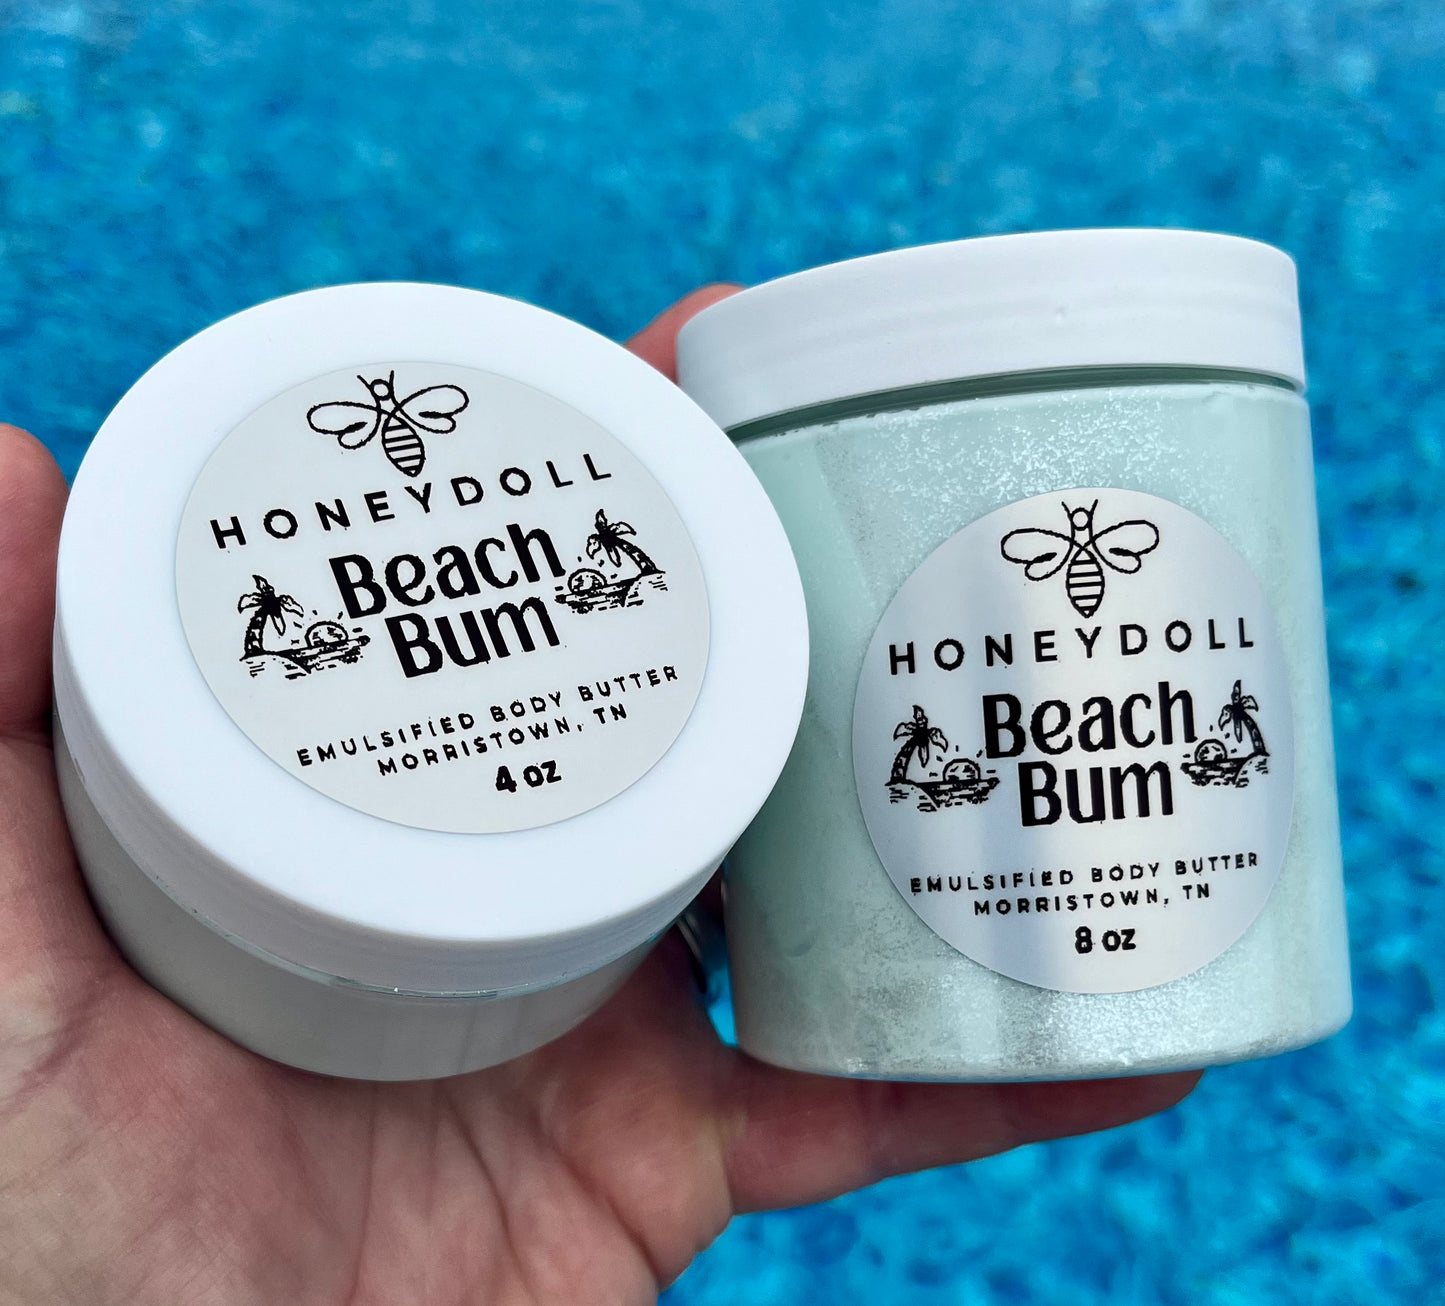 HONEYDOLL
Beach
Bum
EMULSIFIED BODY BUTTER
MORRISTOWN, TN
4 oz
HONEYDOLL
Beach
Bum
EMULSIFIED BODY BUTTER
MORRISTOWN, TN
8 oz